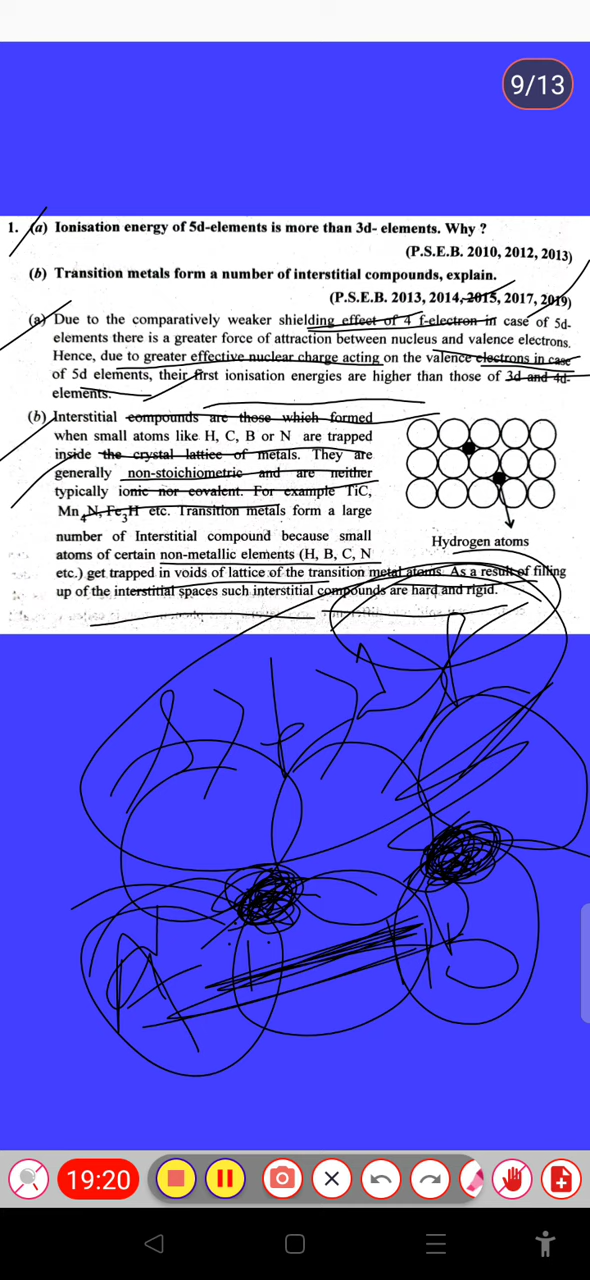 9/13
1. (a) Ionisation energy of 5d-elements is more than 3d- elements. Why ?
(P.S.E.B. 2010, 2012, 2013)
(b) Transition metals form a number of interstitial compounds, explain.
(P.S.E.B. 2013, 2014, 2015, 2017, 2019)
(a) Due to the comparatively weaker shielding effect of 4 f-electron in case of 5d-
elements there is a greater force of attraction between nucleus and valence electrons.
Hence, due to greater effective nuclear charge acting on the valence electrons in case
of 5d elements, their first ionisation energies are higher than those of 3d and 4d-
elements.
(b) Interstitial compounds are those which formed
when small atoms like H, C, B or N are trapped
inside the crystal lattice of metals. They are
generally non-stoichiometric and are neither
typically ionic nor covalent. For example TiC,
Mn4N, Fe3H etc. Transition metals form a large
number of Interstitial compound because small
atoms of certain non-metallic elements (H, B, C, N
Hydrogen atoms
etc.) get trapped in voids of lattice of the transition metal atoms. As a result of filling
up of the interstitial spaces such interstitial compounds are hard and rigid.
19:20